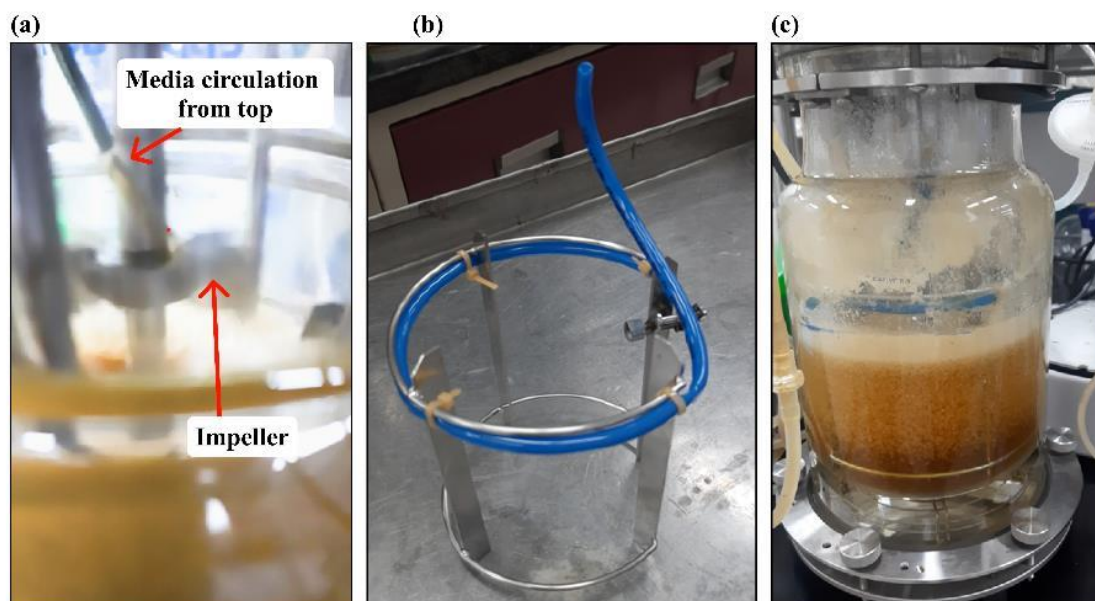 (a)
(b)
(c)
Media circulation
from top
Impeller